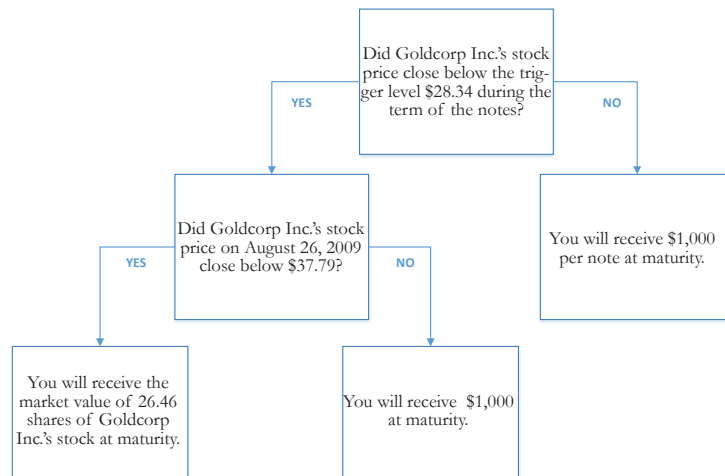 Did Goldcorp Inc.'s stock
price close below the trig-
ger level $28.34 during the
term of the notes?
YES
NO
Did Goldcorp Inc.'s stock
price on August 26, 2009
close below $37.79?
You will receive $1,000
per note at maturity.
YES
NO
You will receive the
market value of 26.46
shares of Goldcorp
Inc.'s stock at maturity.
You will receive $1,000
at maturity.